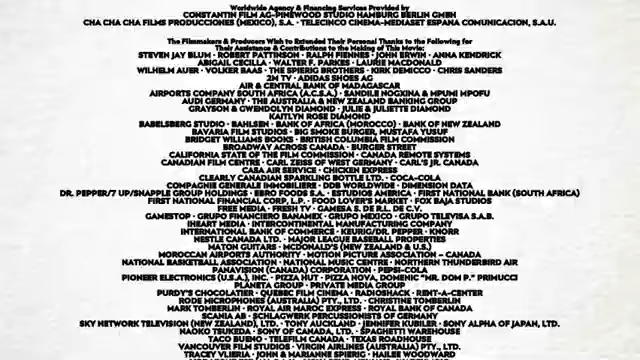 Worldwide Agency & Financing Services Provided by
CONSTANTIN FILM AG-PINEWOOD STUDIO HAMBURG BERLIN GMBH
CHA CHA CHA FILMS PRODUCCIONES (MEXICO), S.A. · TELECINCO CINEMA-MEDIASET ESPANA COMUNICACION, S.A.U.
The Filmmakers & Producers Wish to Extended Their Personal Thanks to the Following for
Their Assistance & Contributions to the Making of This Movie:
STEVEN JAY BLUM · ROBERT PATTINSON · RALPH FIENNES · JOHN ERWIN · ANNA KENDRICK
ABIGAIL CECILLA · WALTER F. PARKES · LAURIE MACDONALD
WILHELM AUER · VOLKER BAAS · THE SPIERIG BROTHERS · KIRK DEMICCO · CHRIS SANDERS
2M TV · ADIDAS SHOES AG
AIR & CENTRAL BANK OF MADAGASCAR
AIRPORTS COMPANY SOUTH AFRICA (A.C.S.A.) · SANDILE NOGXINA & MPUMI MPOFU
AUDI GERMANY · THE AUSTRALIA & NEW ZEALAND BANKING GROUP
GRAYSON & GWENDOLYN DIAMOND · JULIE & JULIETTE DIAMOND
KAITLYN ROSE DIAMOND
BABELSBERG STUDIO · BAHLSEN · BANK OF AFRICA (MOROCCO) · BANK OF NEW ZEALAND
BAVARIA FILM STUDIOS · BIG SMOKE BURGER, MUSTAFA YUSUF
BRIDGET WILLIAMS BOOKS · BRITISH COLUMBIA FILM COMMISSION
BROADWAY ACROSS CANADA · BURGER STREET
CALIFORNIA STATE OF THE FILM COMMISSION · CANADA REMOTE SYSTEMS
CANADIAN FILM CENTRE · CARL ZEISS OF WEST GERMANY · CARL'S JR. CANADA
CASA AIR SERVICE · CHICKEN EXPRESS
CLEARLY CANADIAN SPARKLING BOTTLE LTD. · COCA-COLA
COMPAGNIE GENERALE IMMOBILIERE · DDB WORLDWIDE · DIMENSION DATA
DR. PEPPER/7 UP/SNAPPLE GROUP HOLDINGS · EBRO FOODS S.A. · ESTUDIOS AMERICA · FIRST NATIONAL BANK (SOUTH AFRICA)
FIRST NATIONAL FINANCIAL CORP, L.P. · FOOD LOVER'S MARKET · FOX BAJA STUDIOS
FREE MEDIA · FRESH TV · GAMESA S. DE R.L. DE C.V.
GAMESTOP · GRUPO FINANCIERO BANAMEX · GRUPO MEXICO · GRUPO TELEVISA S.A.B.
IHEART MEDIA · INTERCONTINENTAL MANUFACTURING COMPANY
INTERNATIONAL BANK OF COMMERCE · KEURIG/DR. PEPPER · KNORR
NESTLE CANADA LTD. · MAJOR LEAGUE BASEBALL PROPERTIES
MATON GUITARS · MCDONALD'S (NEW ZEALAND & U.S.)
MOROCCAN AIRPORTS AUTHORITY · MOTION PICTURE ASSOCIATION - CANADA
NATIONAL BASKETBALL ASSOCIATION · NATIONAL MUSIC CENTRE · NORTHERN THUNDERBIRD AIR
PANAVISION (CANADA) CORPORATION · PEPSI-COLA
PIONEER ELECTRONICS (U.S.A.), INC. · PIZZA HUT · PIZZA NOVA, DOMENIC "MR. DOM P." PRIMUCCI
PLANETA GROUP · PRIVATE MEDIA GROUP
PURDY'S CHOCOLATIER · QUEBEC FILM CINEMA · RADIOSHACK · RENT-A-CENTER
RODE MICROPHONES (AUSTRALIA) PTY., LTD. · CHRISTINE TOMBERLIN
MARK TOMBERLIN · ROYAL AIR MAROC EXPRESS · ROYAL BANK OF CANADA
SCANIA AB · SCHLAGWERK PERCUSSIONISTS OF GERMANY
SKY NETWORK TELEVISION (NEW ZEALAND), LTD. · TONY AUCKLAND · JENNIFER KUBILER · SONY ALPHA OF JAPAN, LTD.
NAOKO TSUKEDA · SONY OF CANADA, LTD. · SPAGHETTI WAREHOUSE
TACO BUENO · TELEFILM CANADA · TEXAS ROADHOUSE
VANCOUVER FILM STUDIOS · VIRGIN AIRLINES (AUSTRALIA) PTY., LTD.
TRACEY VLIERIA · JOHN & MARIANNE SPIERIG · HAILEE WOODWARD